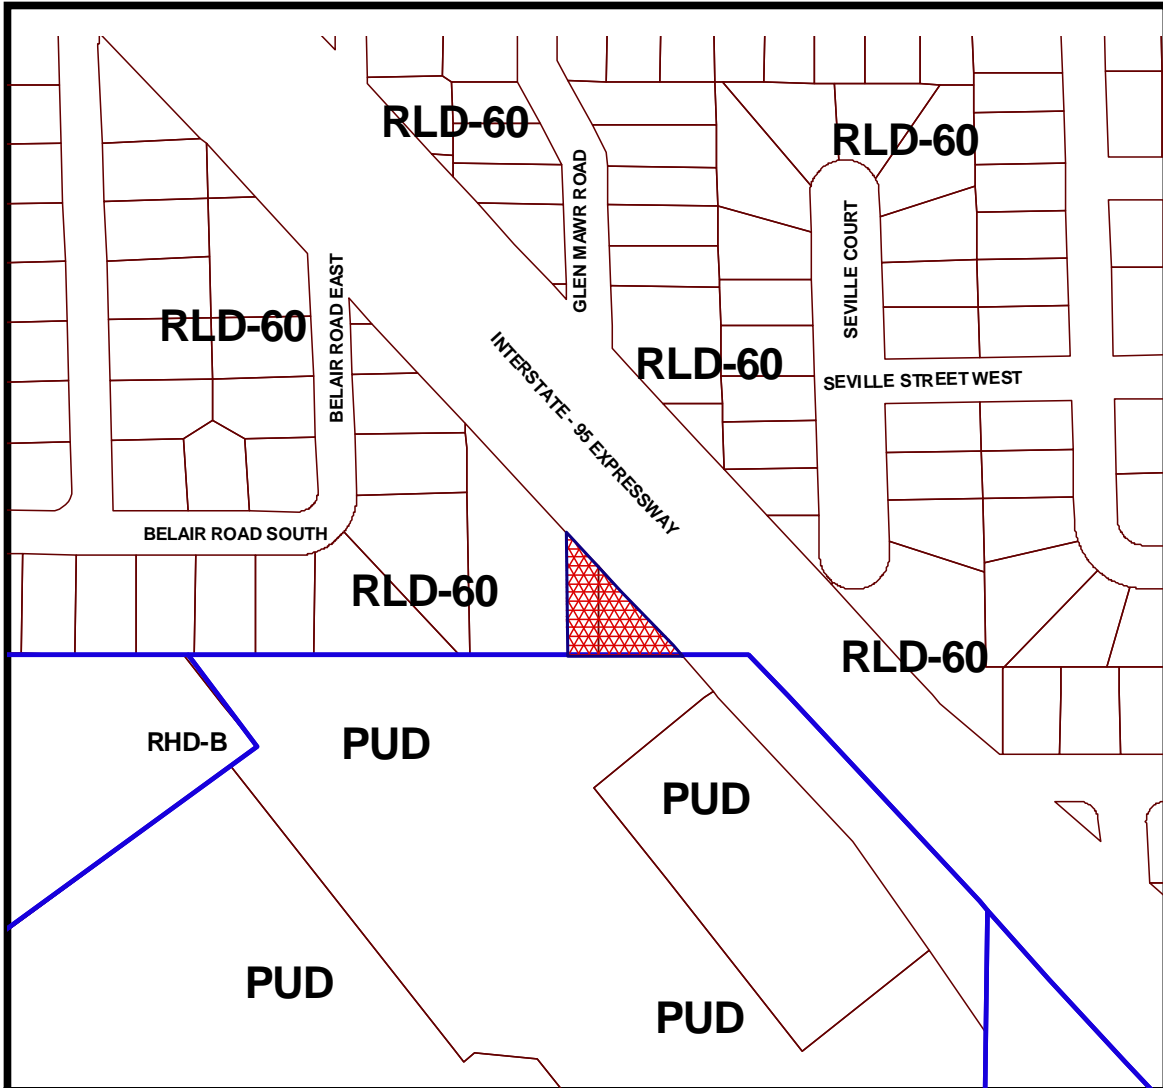 RLD-60
RLD-60
GLEN MAWR ROAD
SEVILLE COURT
BELAIR ROAD EAST
RLD-60
RLD-60
INTERSTATE - 95 EXPRESSWAY
SEVILLE STREET WEST
BELAIR ROAD SOUTH
RLD-60
RLD-60
RHD-B
PUD
PUD
PUD
PUD